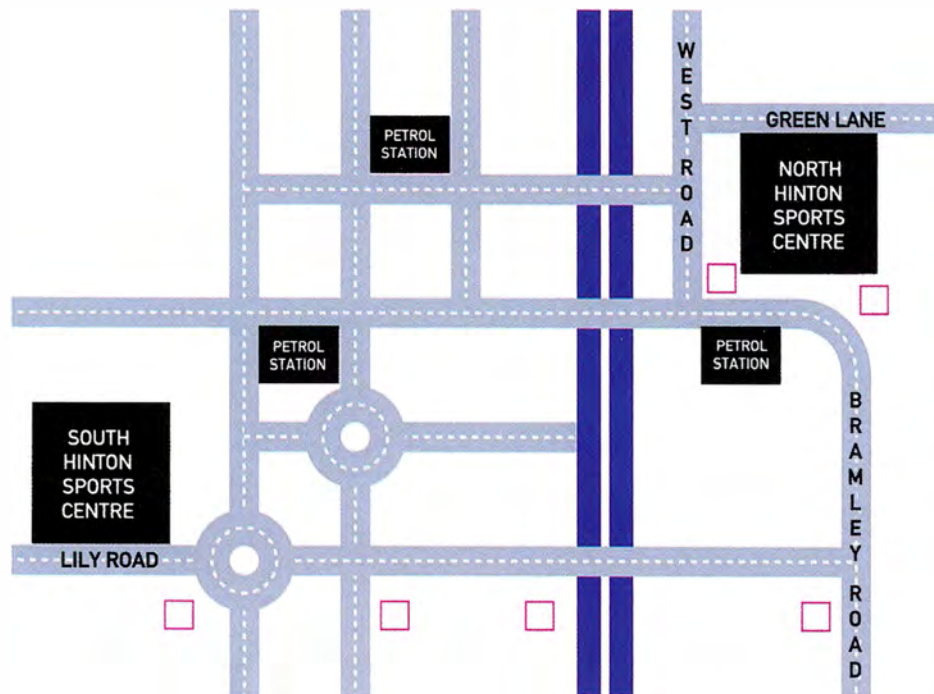 WEST ROAD
GREEN LANE
PETROL
STATION
NORTH
HINTON
SPORTS
CENTRE
PETROL
STATION
PETROL
STATION
BRAMLEY ROAD
SOUTH
HINTON
SPORTS
CENTRE
LILY ROAD